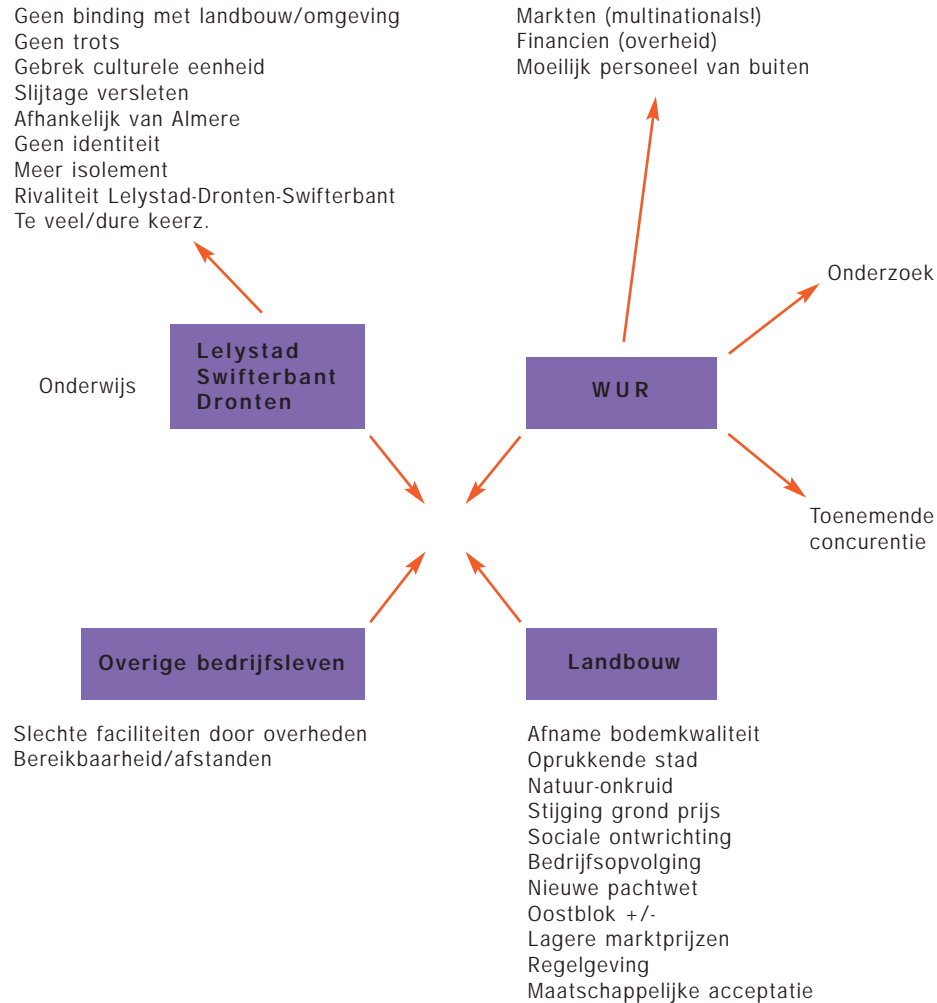 Geen binding met landbouw/omgeving
Geen trots
Gebrek culturele eenheid
Slijtage versleten
Afhankelijk van Almere
Geen identiteit
Meer isolement
Rivaliteit Lelystad-Dronten-Swifterbant
Te veel/dure keerz.
Markten (multinationals!)
Financien (overheid)
Moeilijk personeel van buiten
Onderzoek
Onderwijs
Lelystad
Swifterbant
Dronten
WUR
Toenemende
concurentie
Overige bedrijfsleven
Slechte faciliteiten door overheden
Bereikbaarheid/afstanden
Landbouw
Afname bodemkwaliteit
Oprukkende stad
Natuur-onkruid
Stijging grond prijs
Sociale ontwrichting
Bedrijfsopvolging
Nieuwe pachtwet
Oostblok +/-
Lagere marktprijzen
Regelgeving
Maatschappelijke acceptatie